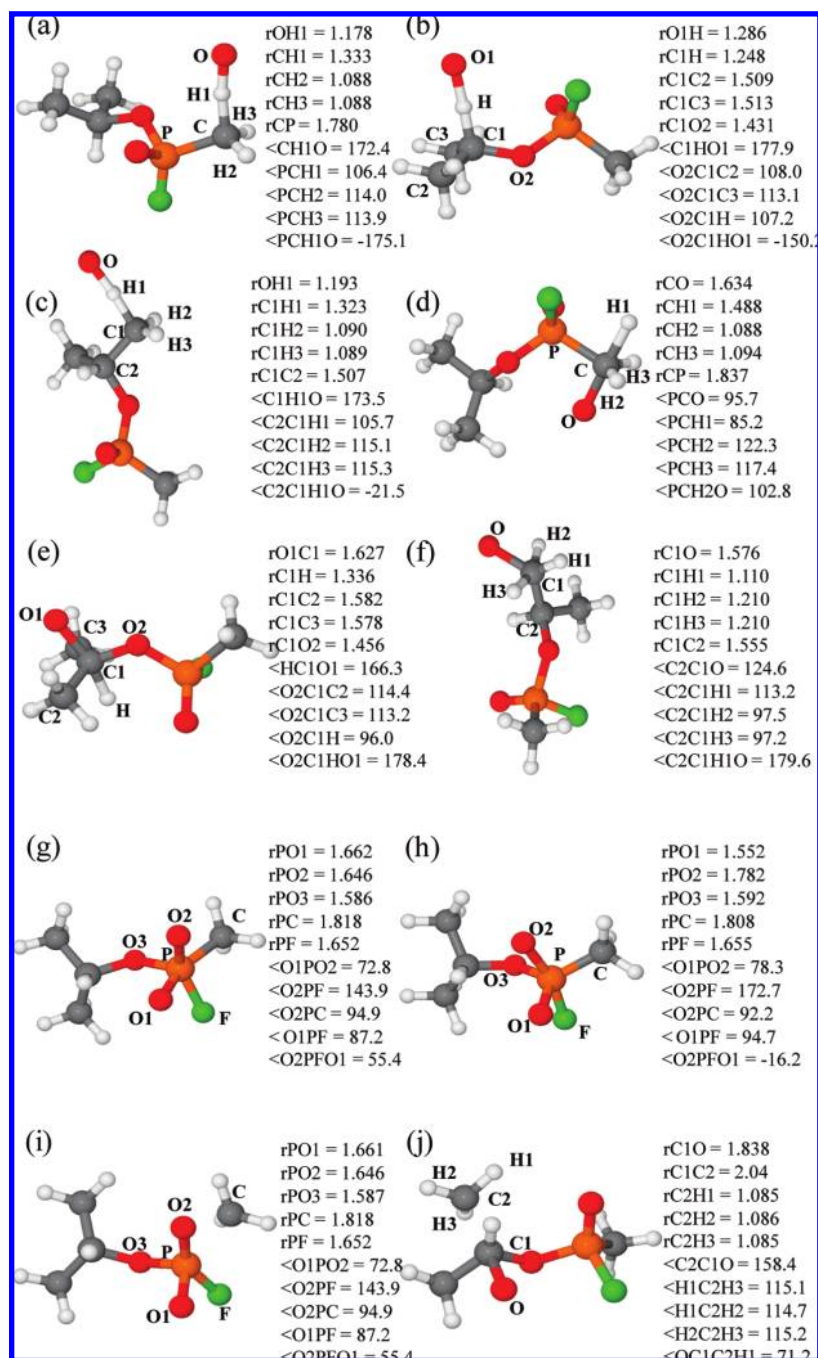 (a)
O
H1
H3
P
C
H2
rOH1 = 1.178
rCH1 = 1.333
rCH2 = 1.088
rCH3 = 1.088
rCP = 1.780
<CH1O = 172.4
<PCH1 = 106.4
<PCH2 = 114.0
<PCH3 = 113.9
<PCH1O = -175.1
(b)
O1
H
C3
C1
O2
C2
rO1H = 1.286
rC1H = 1.248
rC1C2 = 1.509
rC1C3 = 1.513
rC1O2 = 1.431
<C1HO1 = 177.9
<O2C1C2 = 108.0
<O2C1C3 = 113.1
<O2C1H = 107.2
<O2C1HO1 = -150.2
(c)
O
H1
H2
C1
H3
C2
rOH1 = 1.193
rC1H1 = 1.323
rC1H2 = 1.090
rC1H3 = 1.089
rC1C2 = 1.507
<C1H1O = 173.5
<C2C1H1 = 105.7
<C2C1H2 = 115.1
<C2C1H3 = 115.3
<C2C1H1O = -21.5
(d)
H1
P
C
H3
H2
O
rCO = 1.634
rCH1 = 1.488
rCH2 = 1.088
rCH3 = 1.094
rCP = 1.837
<PCO = 95.7
<PCH1= 85.2
<PCH2 = 122.3
<PCH3 = 117.4
<PCH2O = 102.8
(e)
O1
C3
O2
C1
C2
H
rO1C1 = 1.627
rC1H = 1.336
rC1C2 = 1.582
rC1C3 = 1.578
rC1O2 = 1.456
<HC1O1 = 166.3
<O2C1C2 = 114.4
<O2C1C3 = 113.2
<O2C1H = 96.0
<O2C1HO1 = 178.4
(f)
O
H2
H1
H3
C1
C2
rC1O = 1.576
rC1H1 = 1.110
rC1H2 = 1.210
rC1H3 = 1.210
rC1C2 = 1.555
<C2C1O = 124.6
<C2C1H1 = 113.2
<C2C1H2 = 97.5
<C2C1H3 = 97.2
<C2C1H1O = 179.6
(g)
O2
C
O3
P
O1
F
rPO1 = 1.662
rPO2 = 1.646
rPO3 = 1.586
rPC = 1.818
rPF = 1.652
<O1PO2 = 72.8
<O2PF = 143.9
<O2PC = 94.9
< O1PF = 87.2
<O2PFO1 = 55.4
(h)
O2
P
C
O3
O1
F
rPO1 = 1.552
rPO2 = 1.782
rPO3 = 1.592
rPC = 1.808
rPF = 1.655
<O1PO2 = 78.3
<O2PF = 172.7
<O2PC = 92.2
< O1PF = 94.7
<O2PFO1 = -16.2
(i)
C
O2
O3
P
O1
F
rPO1 = 1.661
rPO2 = 1.646
rPO3 = 1.587
rPC = 1.818
rPF = 1.652
<O1PO2 = 72.8
<O2PF = 143.9
<O2PC = 94.9
<O1PF = 87.2
<O2PFO1 = 55.4
(j)
H1
H2
C2
H3
C1
O
rC1O = 1.838
rC1C2 = 2.04
rC2H1 = 1.085
rC2H2 = 1.086
rC2H3 = 1.085
<C2C1O = 158.4
<H1C2H3 = 115.1
<H1C2H2 = 114.7
<H2C2H3 = 115.2
<OC1C2H1 = 71.2